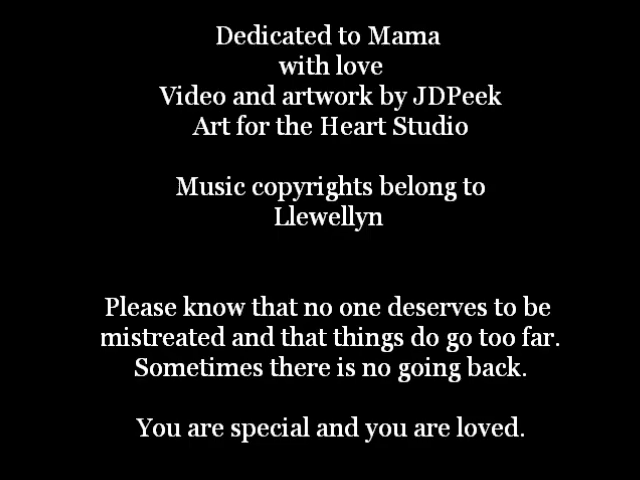 Dedicated to Mama
with love
Video and artwork by JDPeek
Art for the Heart Studio
Music copyrights belong to
Llewellyn
Please know that no one deserves to be
mistreated and that things do go too far.
Sometimes there is no going back.
You are special and you are loved.